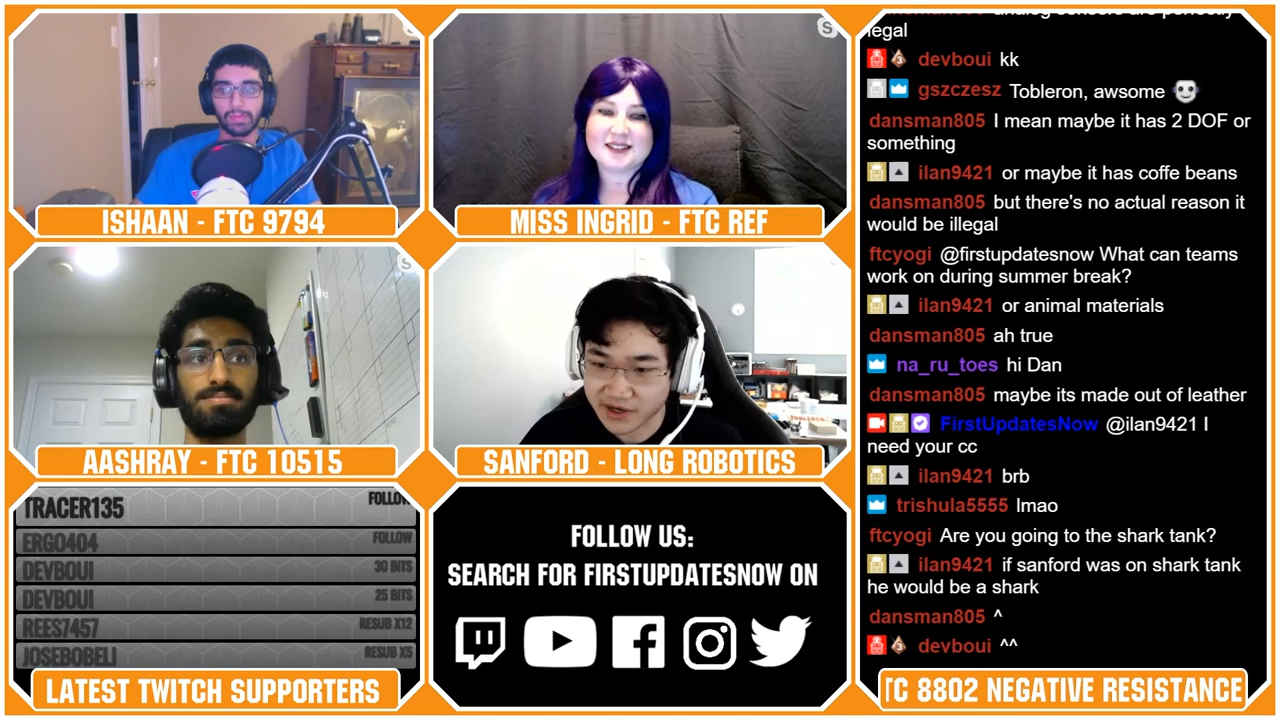 ISHAAN - FTC 9794
MISS INGRID - FTC REF
AASHRAY - FTC 10515
SANFORD - LONG ROBOTICS
TRACER135 FOLLOW
ERGO404 FOLLOW
DEVBOUI 30 BITS
DEVBOUI 25 BITS
REES7457 RESUB X12
JOSEBOBELI RESUB X5
LATEST TWITCH SUPPORTERS
FOLLOW US:
SEARCH FOR FIRSTUPDATESNOW ON
legal
devboui kk
gszczesz Tobleron, awsome
dansman805 I mean maybe it has 2 DOF or
something
ilan9421 or maybe it has coffe beans
dansman805 but there's no actual reason it
would be illegal
ftcyogi @firstupdatesnow What can teams
work on during summer break?
ilan9421 or animal materials
dansman805 ah true
na_ru_toes hi Dan
dansman805 maybe its made out of leather
FirstUpdatesNow @ilan9421 I
need your cc
ilan9421 brb
trishula5555 lmao
ftcyogi Are you going to the shark tank?
ilan9421 if sanford was on shark tank
he would be a shark
dansman805 ^
devboui ^^
TC 8802 NEGATIVE RESISTANCE